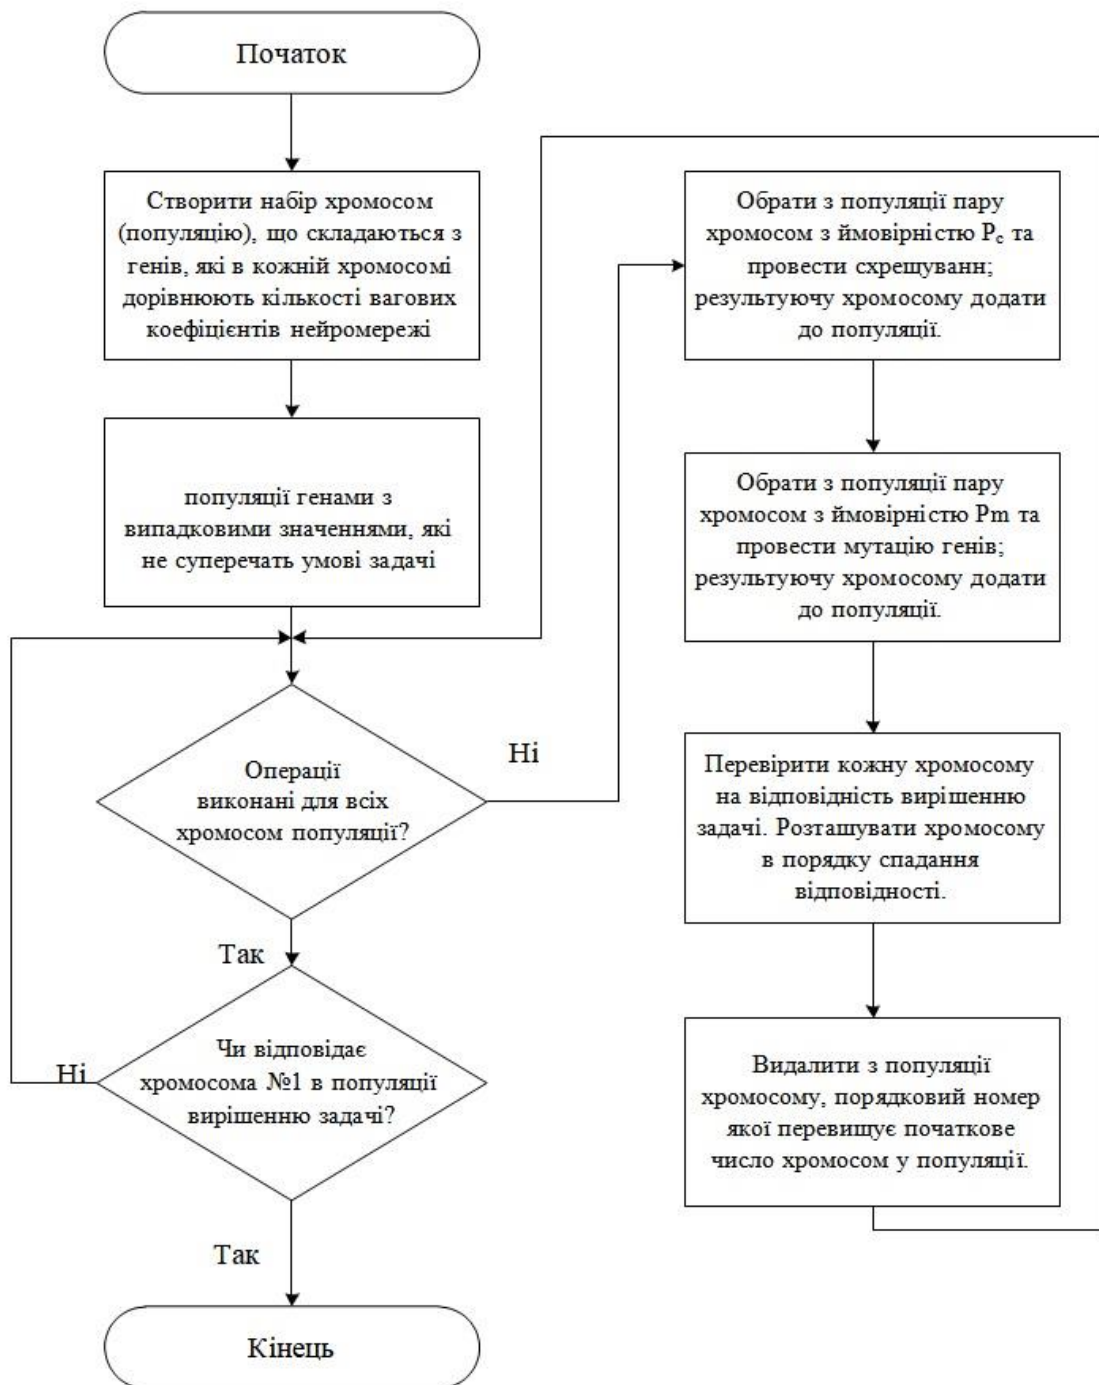 Початок
Створити набір хромосом
(популяцію), що складаються з
генів, які в кожній хромосомі
дорівнюють кількості вагових
коефіцієнтів нейромережі
популяції генами з
випадковими значеннями, які
не суперечать умові задачі
Операції
виконані для всіх
хромосом популяції?
Ні
Так
Чи відповідає
хромосома №1 в популяції
вирішенню задачі?
Ні
Так
Кінець
Обрати з популяції пару
хромосом з ймовірністю Pc та
провести схрещуванн;
результуючу хромосому додати
до популяції.
Обрати з популяції пару
хромосом з ймовірністю Pm та
провести мутацію генів;
результуючу хромосому додати
до популяції.
Перевірити кожну хромосому
на відповідність вирішенню
задачі. Розташувати хромосому
в порядку спадання
відповідності.
Видалити з популяції
хромосому, порядковий номер
якої перевищує початкове
число хромосом у популяції.